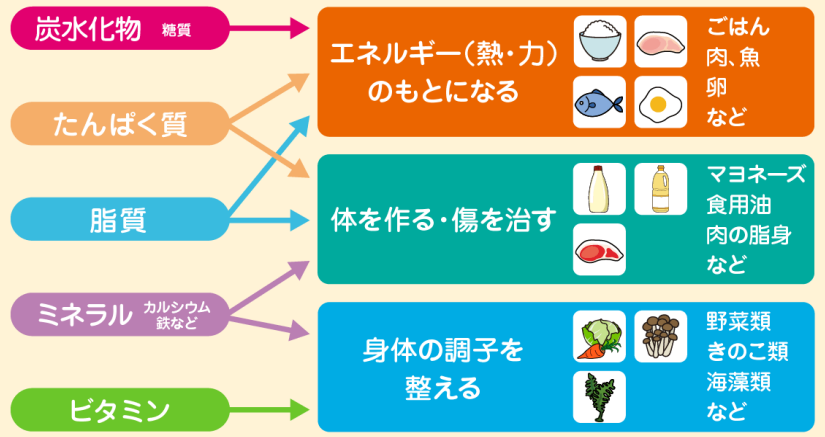 炭水化物 糖質
たんぱく質
脂質
ミネラル カルシウム
鉄など
ビタミン
エネルギー(熱・力)
のもとになる
ごはん
肉、魚
卵
など
体を作る・傷を治す
マヨネーズ
食用油
肉の脂身
など
身体の調子を
整える
野菜類
きのこ類
海藻類
など